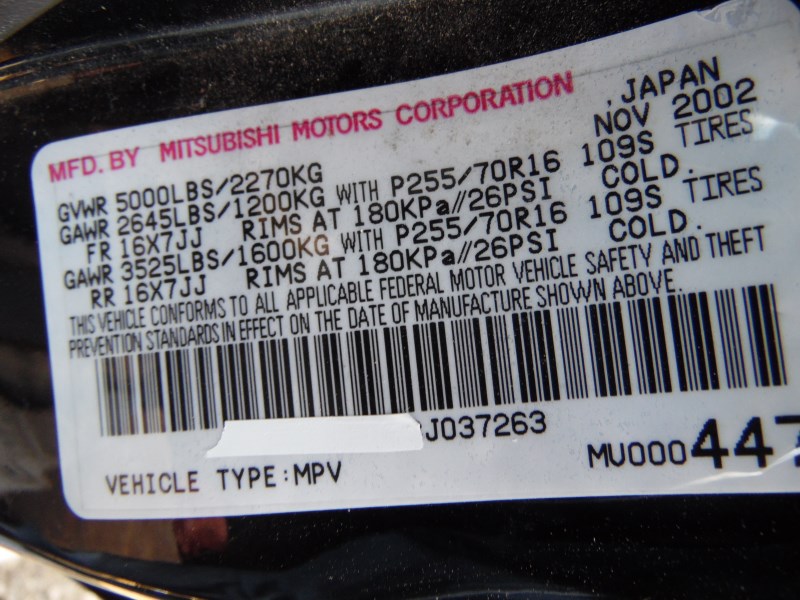 MFD. BY MITSUBISHI MOTORS CORPORATION , JAPAN
NOV 2002
GVWR 5000LBS/2270KG
GAWR 2645LBS/1200KG WITH P255/70R16 109S TIRES
FR 16X7JJ RIMS AT 180KPa//26PSI COLD.
GAWR 3525LBS/1600KG WITH P255/70R16 109S TIRES
RR 16X7JJ RIMS AT 180KPa//26PSI COLD.
THIS VEHICLE CONFORMS TO ALL APPLICABLE FEDERAL MOTOR VEHICLE SAFETY AND THEFT
PREVENTION STANDARDS IN EFFECT ON THE DATE OF MANUFACTURE SHOWN ABOVE.
J037263
VEHICLE TYPE:MPV
MU000447